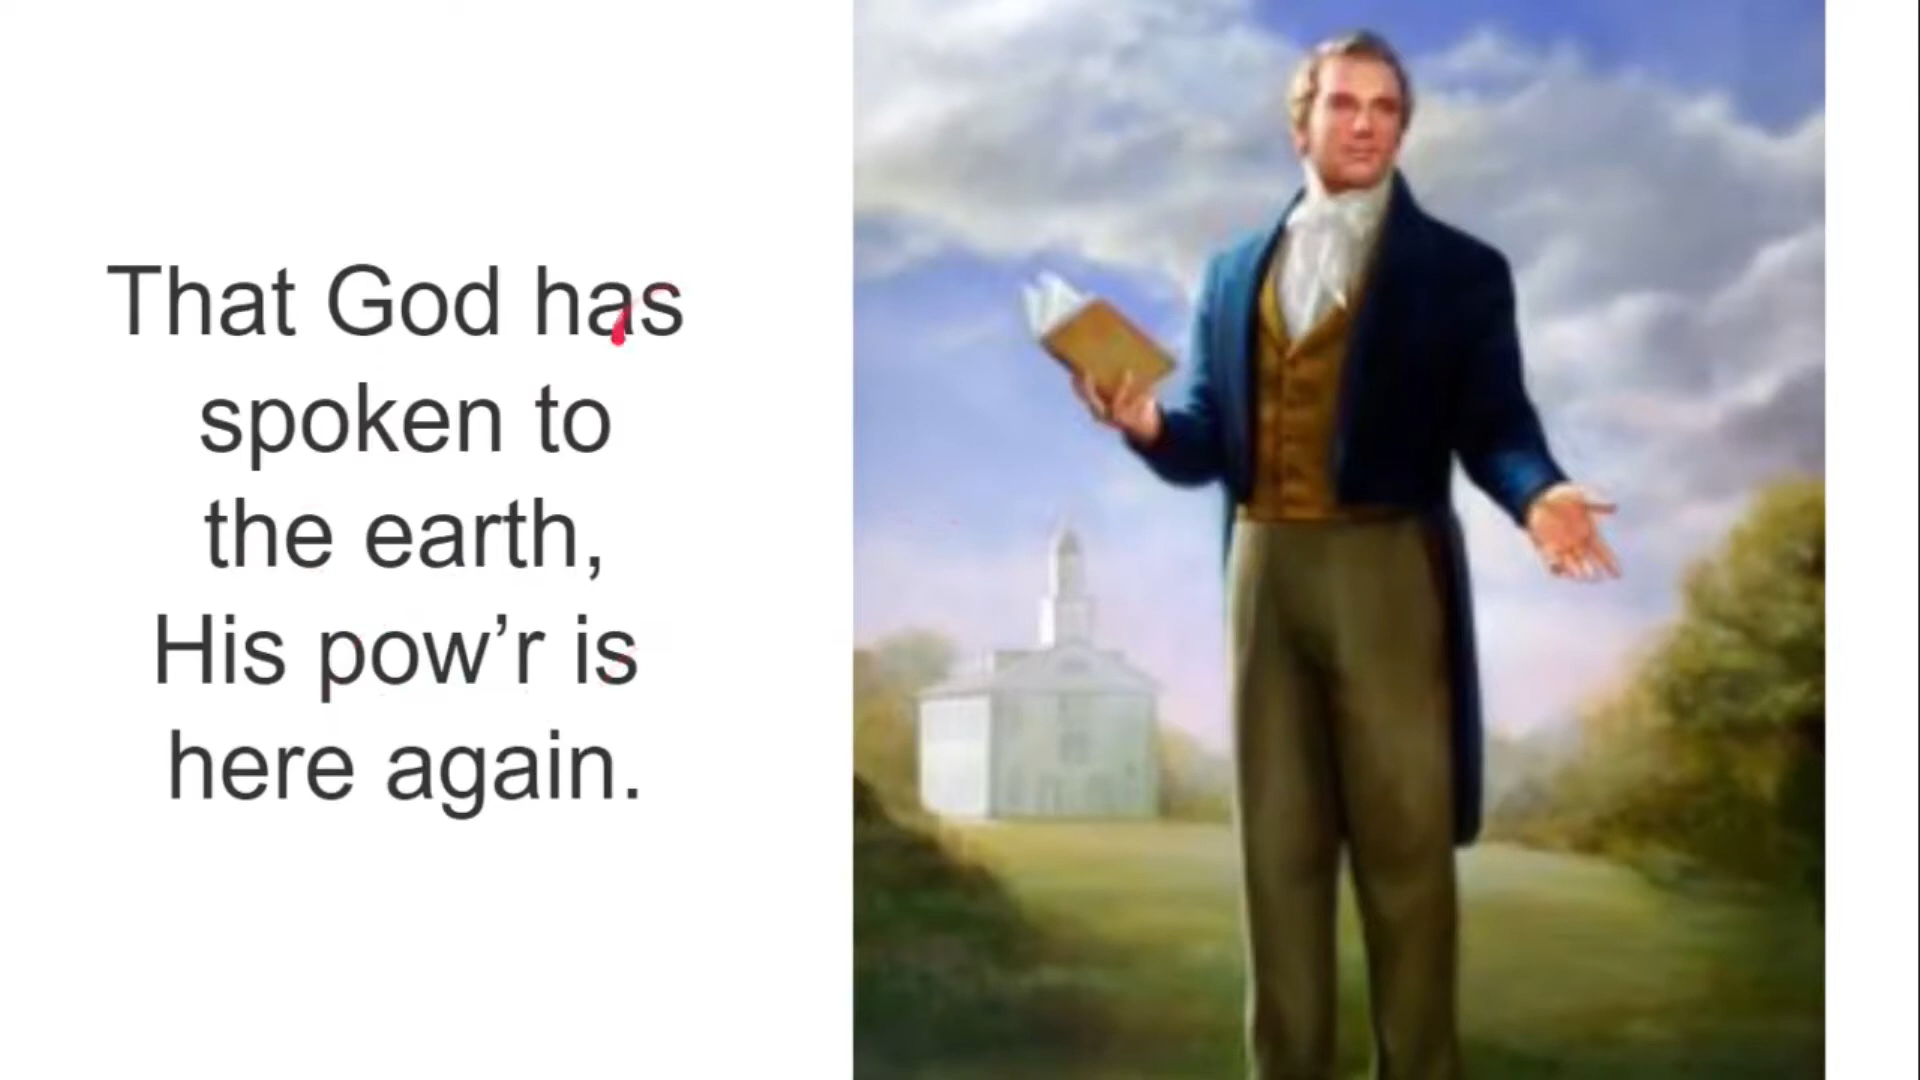 That God has
spoken to
the earth,
His pow’r is
here again.